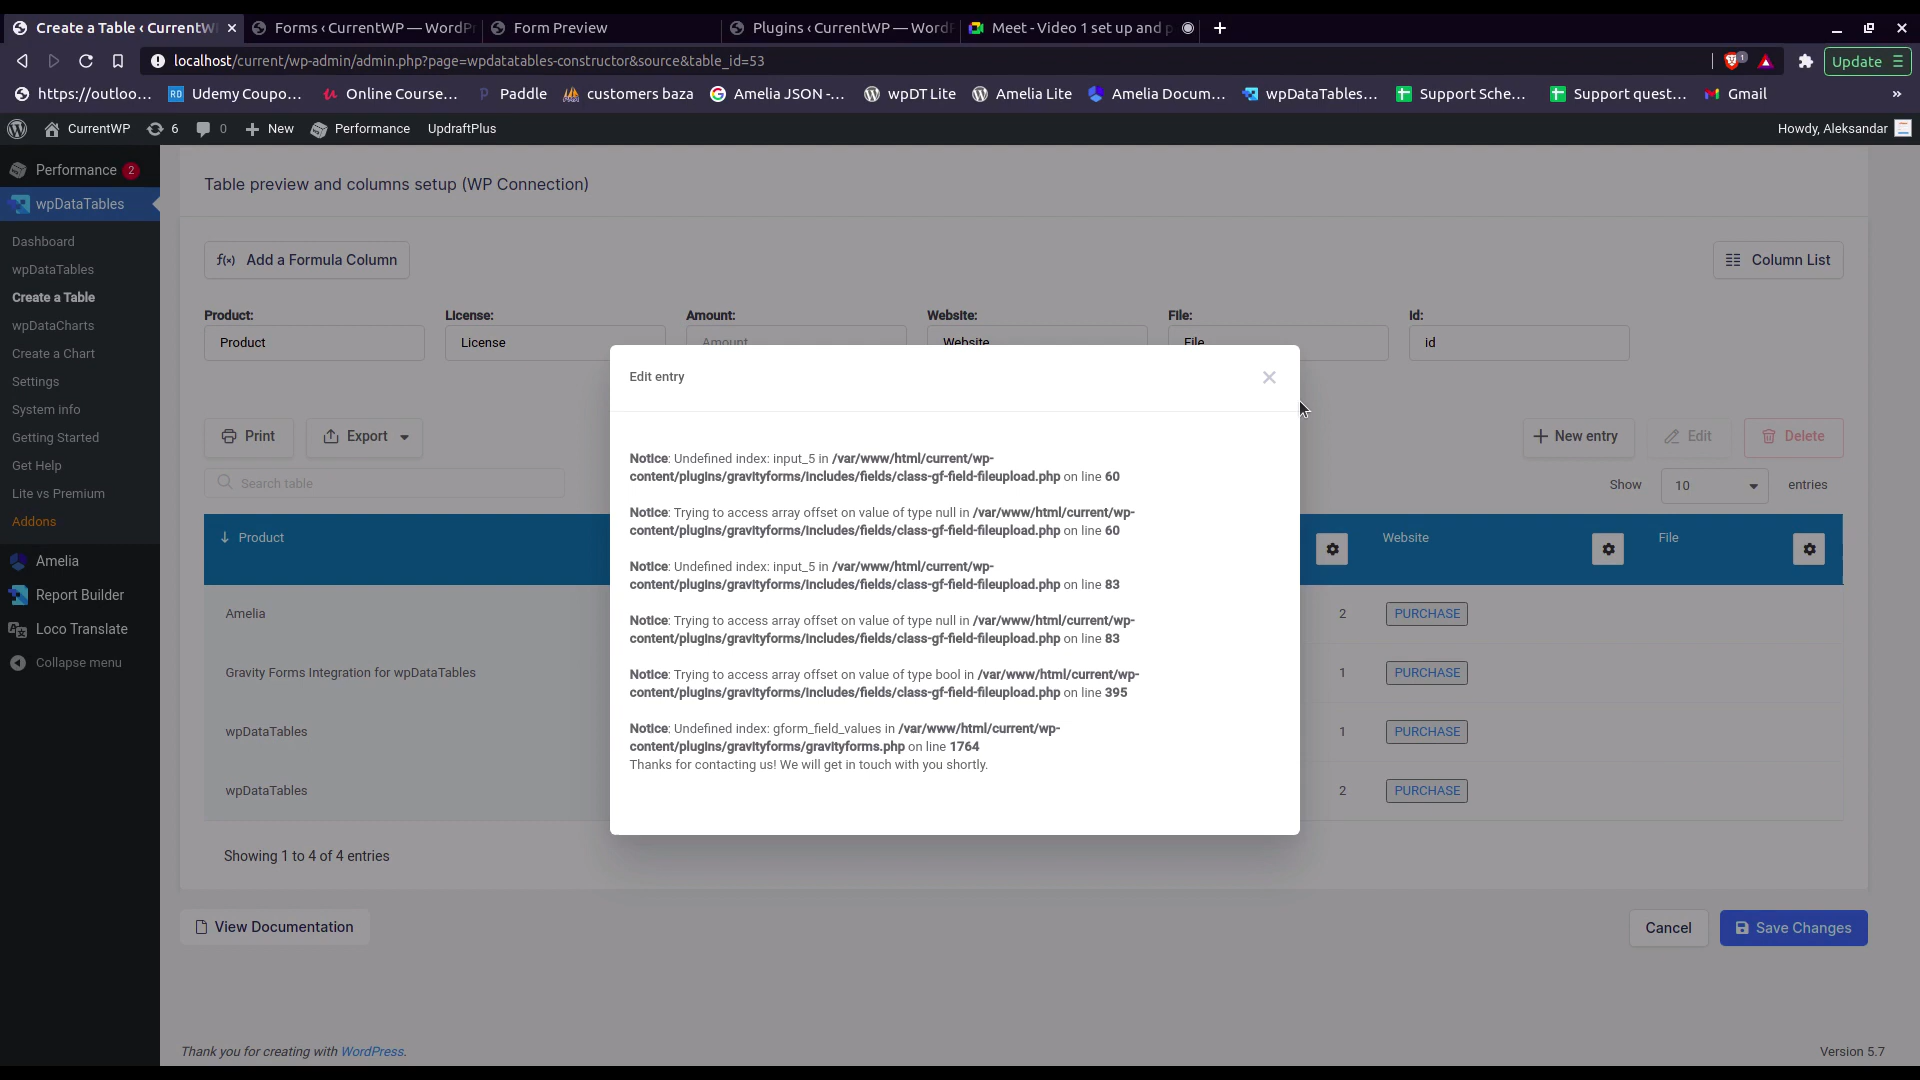 Create a Table ‹ CurrentW
Forms ‹ CurrentWP — WordP
Form Preview
Plugins ‹ CurrentWP — Word
Meet - Video 1 set up and p
localhost/current/wp-admin/admin.php?page=wpdatatables-constructor&source&table_id=53
1
Update
https://outloo...
Udemy Coupo...
Online Course...
Paddle
customers baza
Amelia JSON -...
wpDT Lite
Amelia Lite
Amelia Docum...
wpDataTables...
Support Sche...
Support quest...
Gmail
»
CurrentWP
6
0
New
Performance
UpdraftPlus
Howdy, Aleksandar
Performance 2
wpDataTables
Dashboard
wpDataTables
Create a Table
wpDataCharts
Create a Chart
Settings
System info
Getting Started
Get Help
Lite vs Premium
Addons
Amelia
Report Builder
Loco Translate
Collapse menu
Table preview and columns setup (WP Connection)
f(x) Add a Formula Column
Column List
Product:
License:
Amount:
Website:
File:
Id:
Product
License
Amount
Website
File
id
Print
Export
New entry
Edit
Delete
Search table
Show
10
entries
Product
Website
File
Amelia
2
PURCHASE
Gravity Forms Integration for wpDataTables
1
PURCHASE
wpDataTables
1
PURCHASE
wpDataTables
2
PURCHASE
Showing 1 to 4 of 4 entries
Edit entry
Notice: Undefined index: input_5 in /var/www/html/current/wp-
content/plugins/gravityforms/includes/fields/class-gf-field-fileupload.php on line 60
Notice: Trying to access array offset on value of type null in /var/www/html/current/wp-
content/plugins/gravityforms/includes/fields/class-gf-field-fileupload.php on line 60
Notice: Undefined index: input_5 in /var/www/html/current/wp-
content/plugins/gravityforms/includes/fields/class-gf-field-fileupload.php on line 83
Notice: Trying to access array offset on value of type null in /var/www/html/current/wp-
content/plugins/gravityforms/includes/fields/class-gf-field-fileupload.php on line 83
Notice: Trying to access array offset on value of type bool in /var/www/html/current/wp-
content/plugins/gravityforms/includes/fields/class-gf-field-fileupload.php on line 395
Notice: Undefined index: gform_field_values in /var/www/html/current/wp-
content/plugins/gravityforms/gravityforms.php on line 1764
Thanks for contacting us! We will get in touch with you shortly.
View Documentation
Cancel
Save Changes
Thank you for creating with WordPress.
Version 5.7